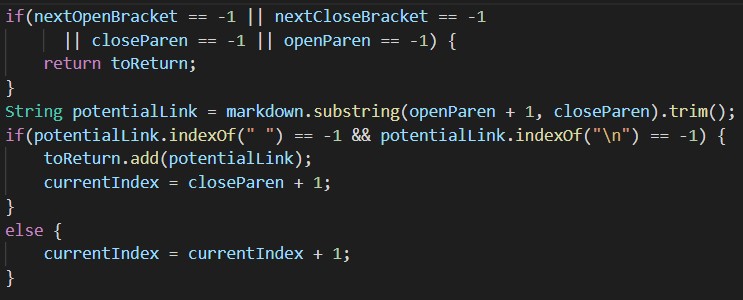 if(nextOpenBracket == -1 || nextCloseBracket == -1
      || closeParen == -1 || openParen == -1) {
    return toReturn;
}
String potentialLink = markdown.substring(openParen + 1, closeParen).trim();
if(potentialLink.indexOf(" ") == -1 && potentialLink.indexOf("\n") == -1) {
    toReturn.add(potentialLink);
    currentIndex = closeParen + 1;
}
else {
    currentIndex = currentIndex + 1;
}